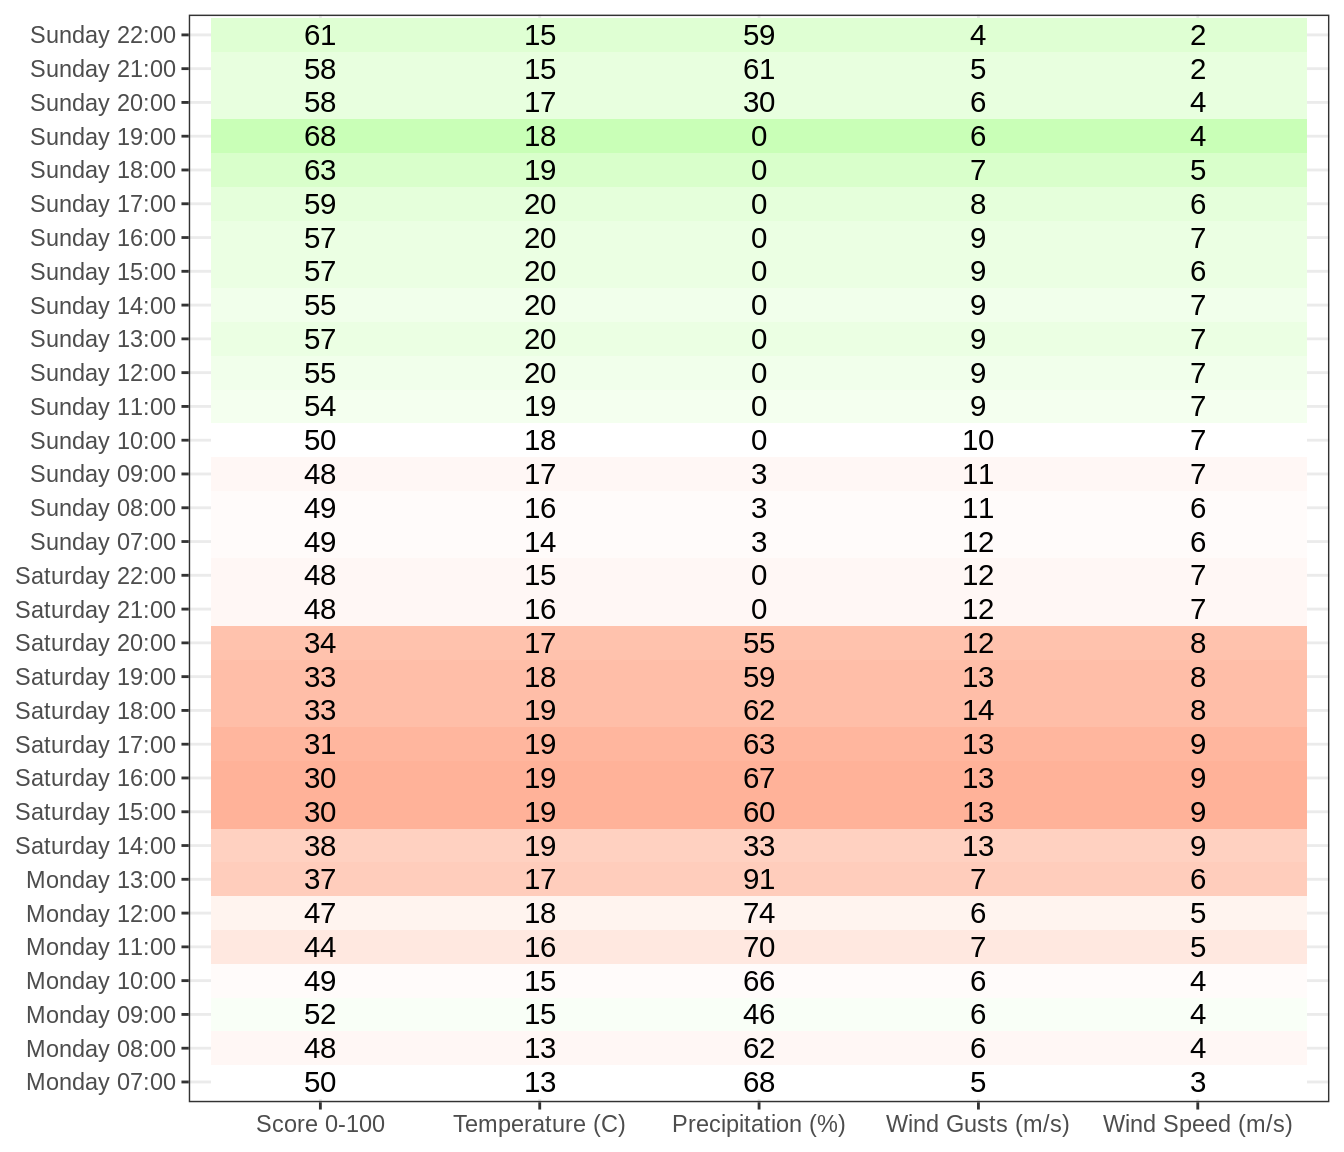 Sunday 22:00 61 15 59 4 2
Sunday 21:00 58 15 61 5 2
Sunday 20:00 58 17 30 6 4
Sunday 19:00 68 18 0 6 4
Sunday 18:00 63 19 0 7 5
Sunday 17:00 59 20 0 8 6
Sunday 16:00 57 20 0 9 7
Sunday 15:00 57 20 0 9 6
Sunday 14:00 55 20 0 9 7
Sunday 13:00 57 20 0 9 7
Sunday 12:00 55 20 0 9 7
Sunday 11:00 54 19 0 9 7
Sunday 10:00 50 18 0 10 7
Sunday 09:00 48 17 3 11 7
Sunday 08:00 49 16 3 11 6
Sunday 07:00 49 14 3 12 6
Saturday 22:00 48 15 0 12 7
Saturday 21:00 48 16 0 12 7
Saturday 20:00 34 17 55 12 8
Saturday 19:00 33 18 59 13 8
Saturday 18:00 33 19 62 14 8
Saturday 17:00 31 19 63 13 9
Saturday 16:00 30 19 67 13 9
Saturday 15:00 30 19 60 13 9
Saturday 14:00 38 19 33 13 9
Monday 13:00 37 17 91 7 6
Monday 12:00 47 18 74 6 5
Monday 11:00 44 16 70 7 5
Monday 10:00 49 15 66 6 4
Monday 09:00 52 15 46 6 4
Monday 08:00 48 13 62 6 4
Monday 07:00 50 13 68 5 3
Score 0-100 Temperature (C) Precipitation (%) Wind Gusts (m/s) Wind Speed (m/s)